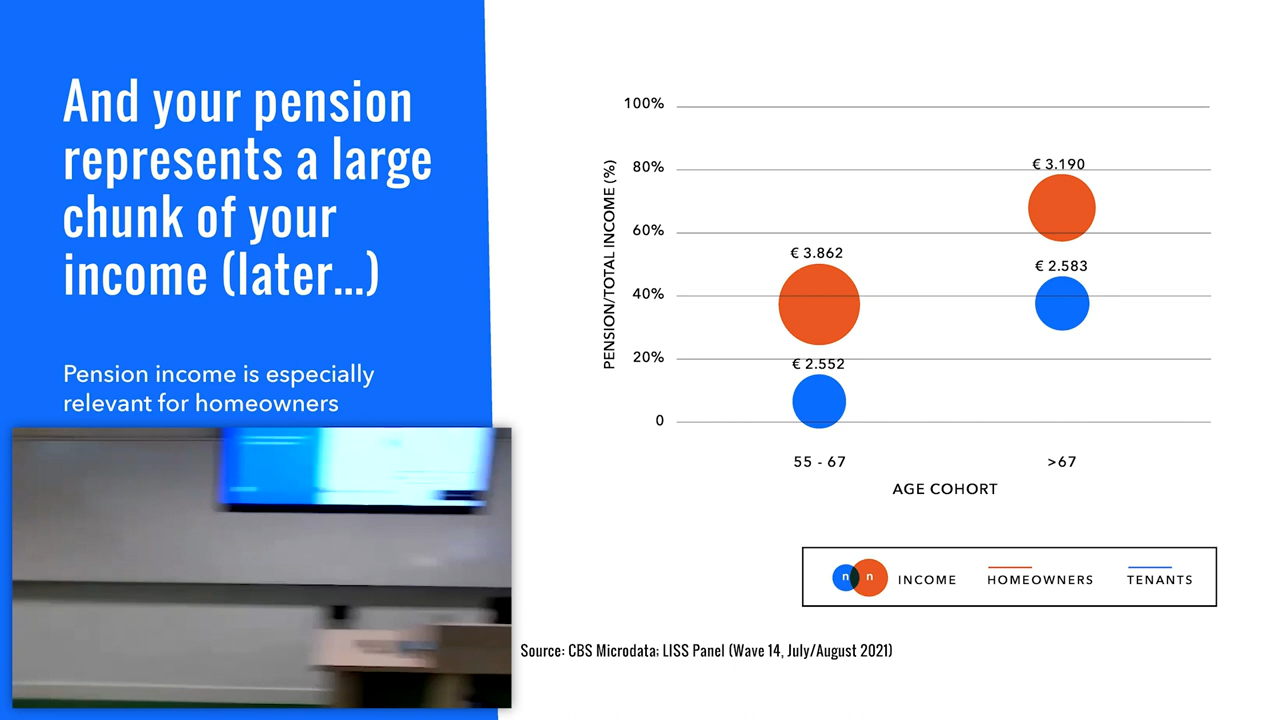 And your pension
represents a large
chunk of your
income (later...)
Pension income is especially
relevant for homeowners
PENSION/TOTAL INCOME (%)
100%
80%
60%
40%
20%
0
€ 3.862
€ 2.552
€ 3.190
€ 2.583
55 - 67
>67
AGE COHORT
n n INCOME HOMEOWNERS TENANTS
Source: CBS Microdata; LISS Panel (Wave 14, July/August 2021)